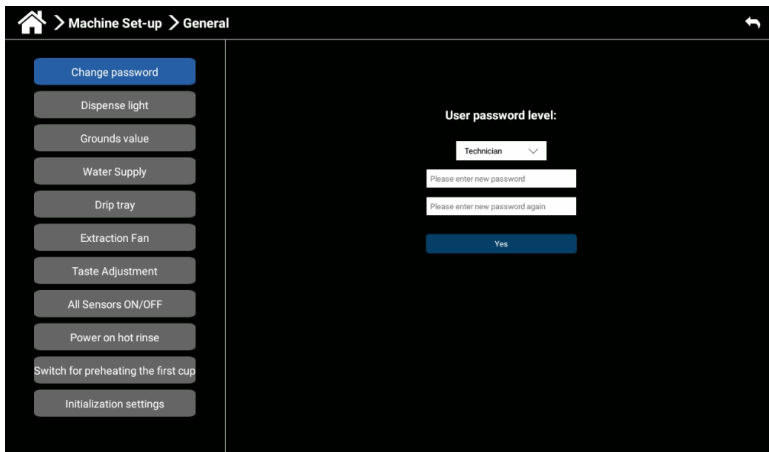 Machine Set-up General
Change password
Dispense light
Grounds value
Water Supply
Drip tray
Extraction Fan
Taste Adjustment
All Sensors ON/OFF
Power on hot rinse
Switch for preheating the first cup
Initialization settings
User password level:
Technician
Please enter new password
Please enter new password again
Yes